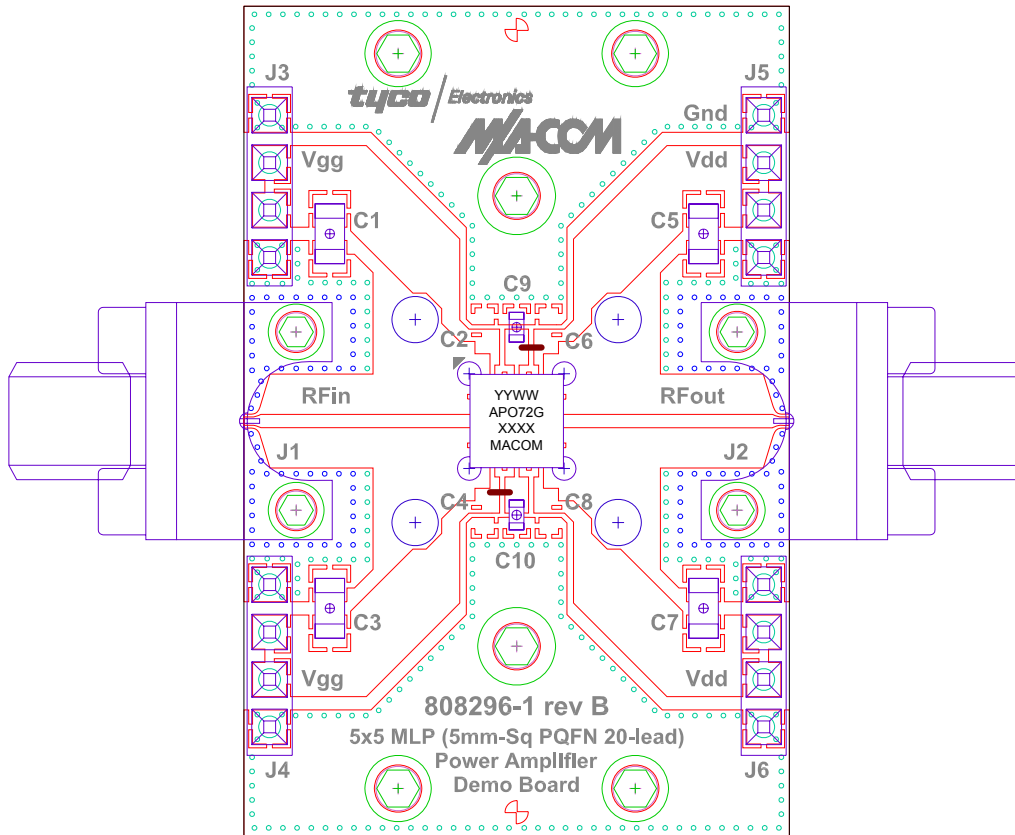 J3
J5
tyco / Electronics
M/A-COM
Gnd
Vgg
Vdd
C1
C5
C9
C2
C6
RFin
YYWW
APO72G
XXXX
MACOM
RFout
J1
J2
C4
C8
C10
C3
C7
Vgg
Vdd
808296-1 rev B
5x5 MLP (5mm-Sq PQFN 20-lead)
Power Amplifier
Demo Board
J4
J6